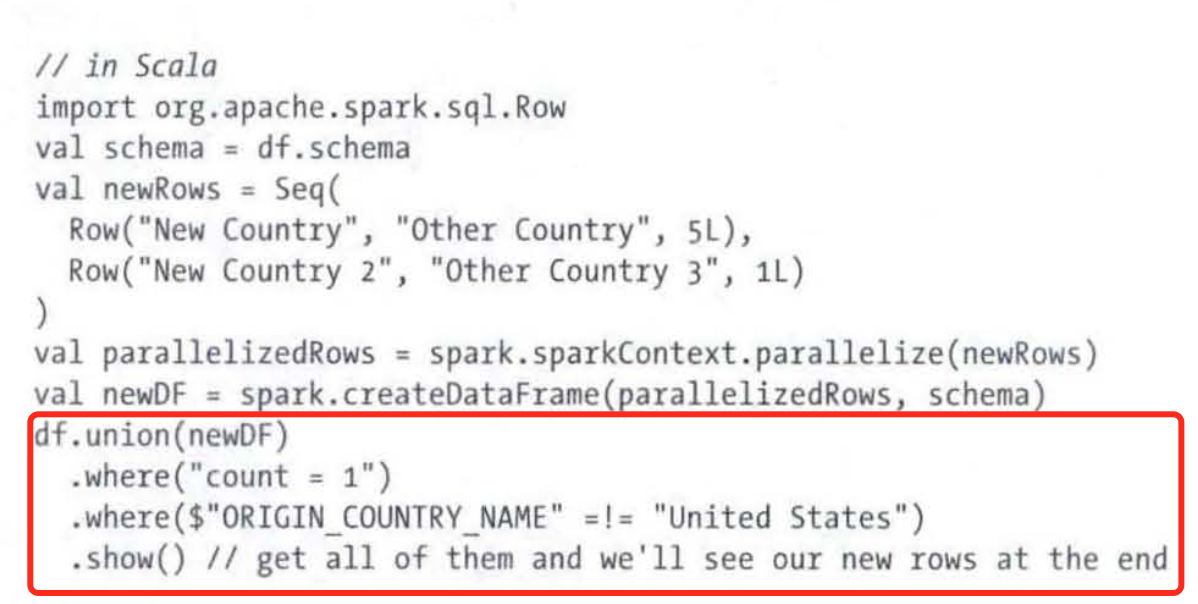 // in Scala
import org.apache.spark.sql.Row
val schema = df.schema
val newRows = Seq(
  Row("New Country", "Other Country", 5L),
  Row("New Country 2", "Other Country 3", 1L)
)
val parallelizedRows = spark.sparkContext.parallelize(newRows)
val newDF = spark.createDataFrame(parallelizedRows, schema)
df.union(newDF)
  .where("count = 1")
  .where($"ORIGIN_COUNTRY_NAME" =!= "United States")
  .show() // get all of them and we'll see our new rows at the end